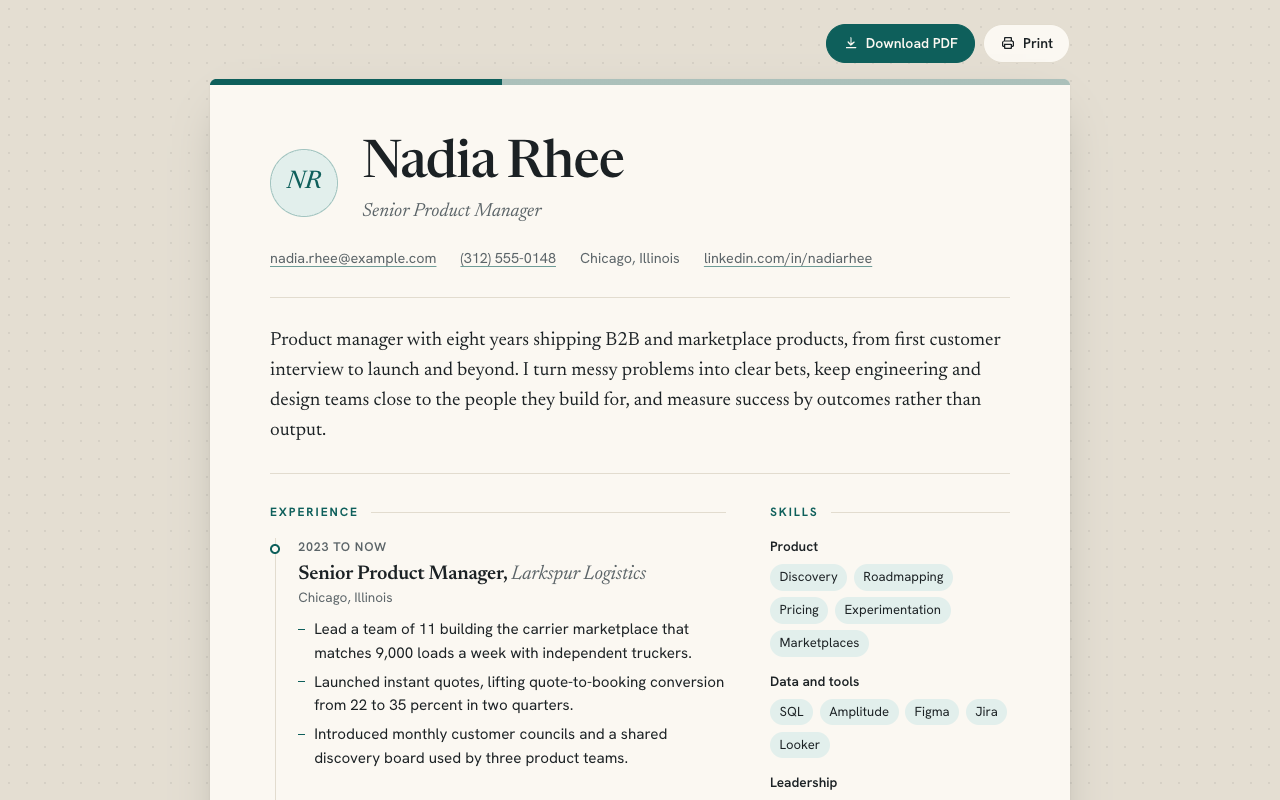 Download PDF
Print
NR
Nadia Rhee
Senior Product Manager
nadia.rhee@example.com
(312) 555-0148
Chicago, Illinois
linkedin.com/in/nadiarhee
Product manager with eight years shipping B2B and marketplace products, from first customer
interview to launch and beyond. I turn messy problems into clear bets, keep engineering and
design teams close to the people they build for, and measure success by outcomes rather than
output.
EXPERIENCE
2023 TO NOW
Senior Product Manager, Larkspur Logistics
Chicago, Illinois
– Lead a team of 11 building the carrier marketplace that
matches 9,000 loads a week with independent truckers.
– Launched instant quotes, lifting quote-to-booking conversion
from 22 to 35 percent in two quarters.
– Introduced monthly customer councils and a shared
discovery board used by three product teams.
SKILLS
Product
Discovery
Roadmapping
Pricing
Experimentation
Marketplaces
Data and tools
SQL
Amplitude
Figma
Jira
Looker
Leadership